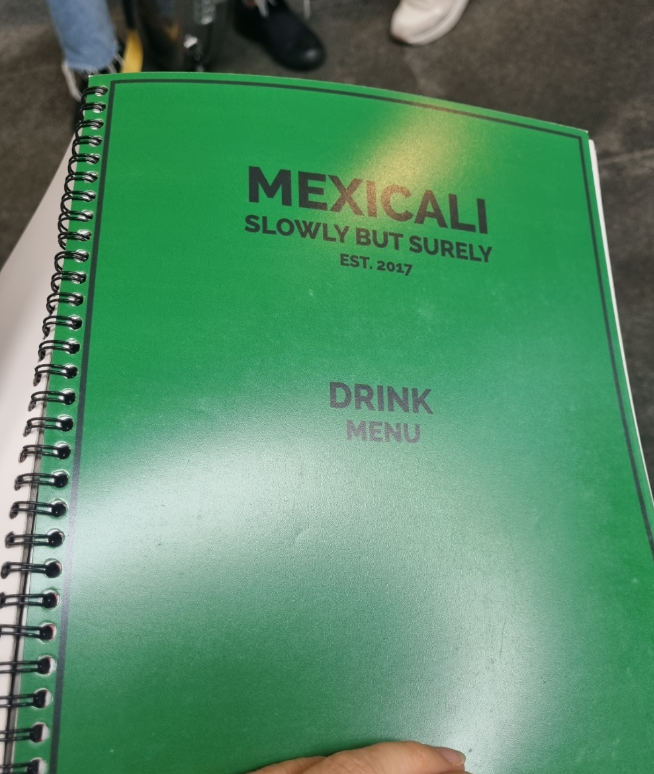 MEXICALI
SLOWLY BUT SURELY
EST. 2017
DRINK
MENU